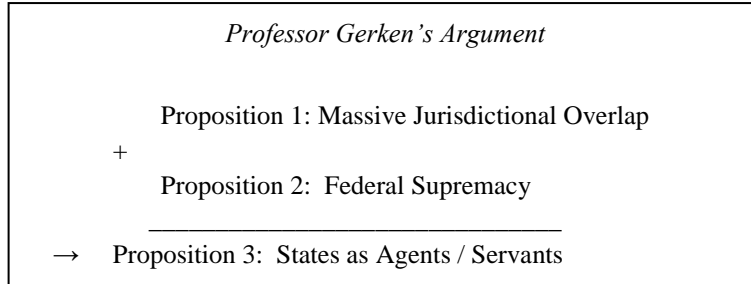 Professor Gerken’s Argument
Proposition 1: Massive Jurisdictional Overlap
+
Proposition 2: Federal Supremacy
→ Proposition 3: States as Agents / Servants